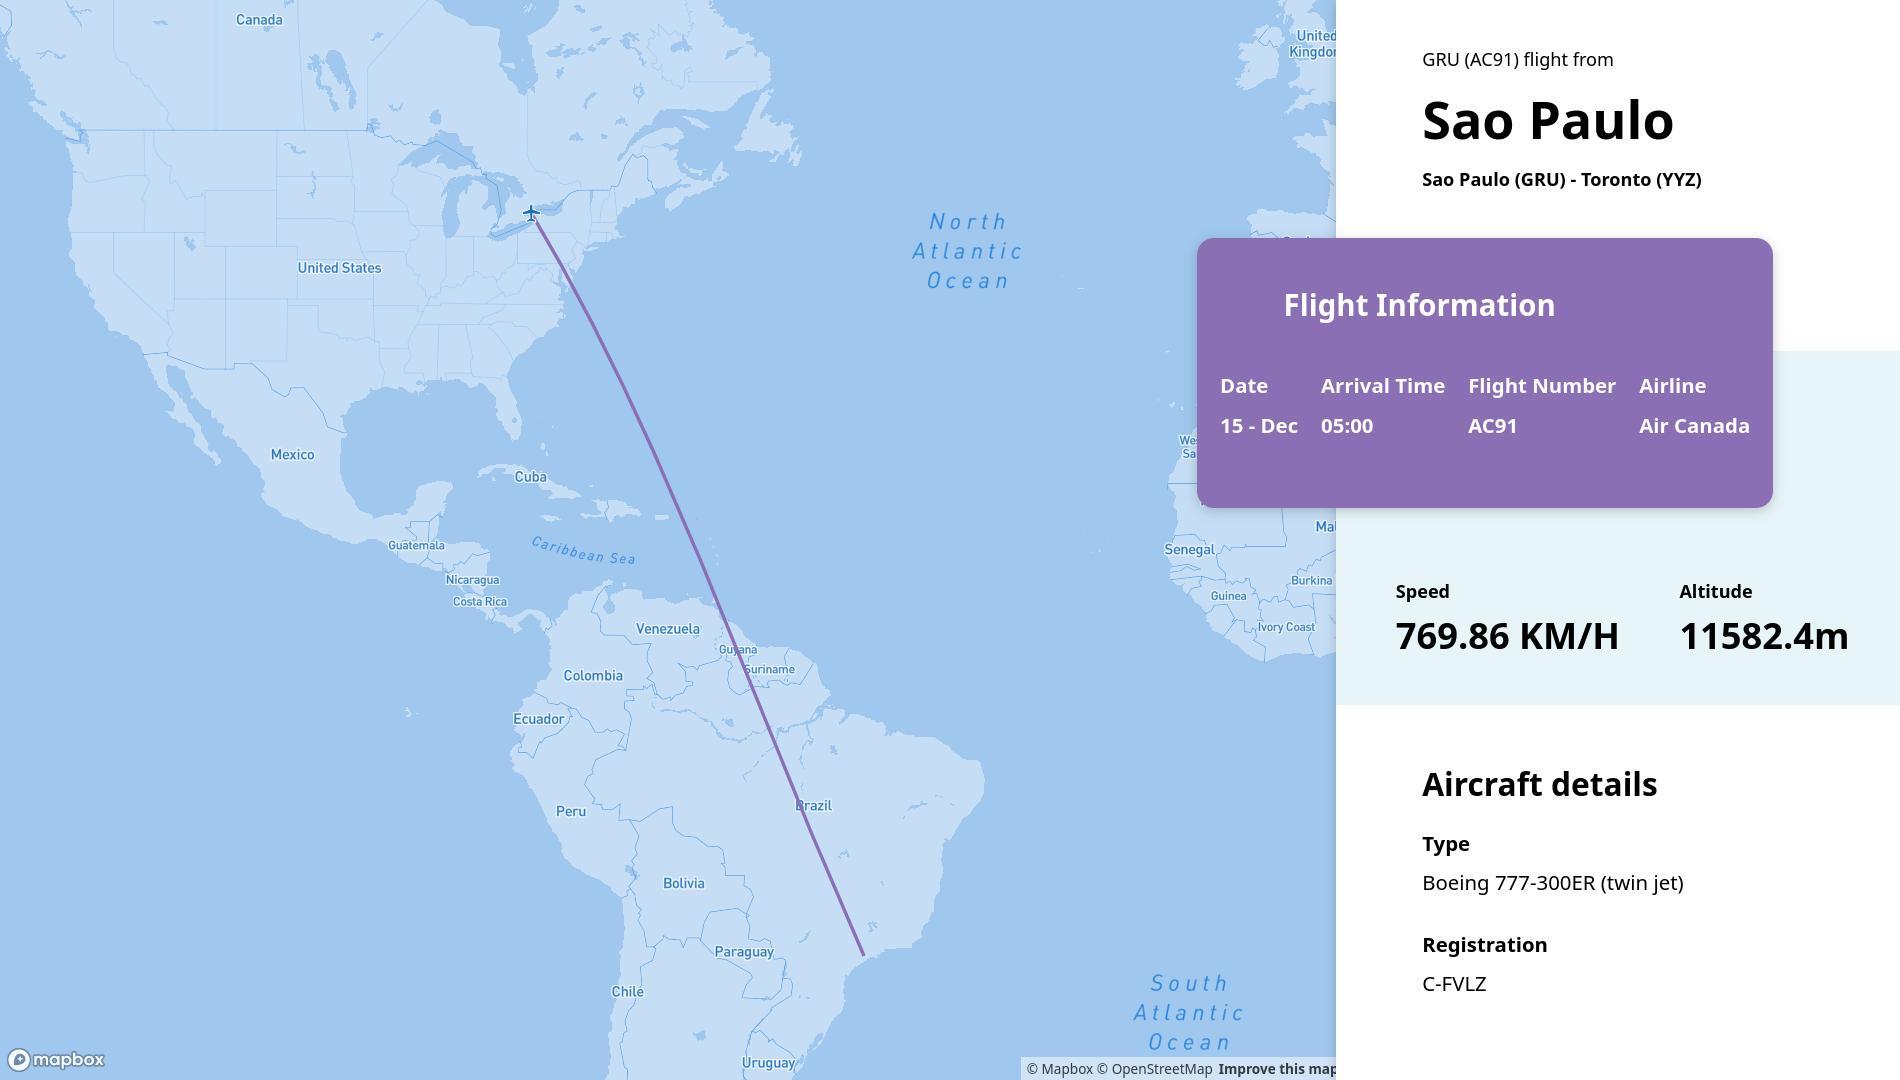 Canada
United
Kingdom
North
Atlantic
Ocean
United States
Mexico
Cuba
Caribbean Sea
Guatemala
Nicaragua
Costa Rica
Venezuela
Guyana
Suriname
Colombia
Ecuador
Peru
Brazil
Bolivia
Paraguay
Chile
Uruguay
South
Atlantic
Ocean
Wes
Sa
Mal
Senegal
Burkina
Guinea
Ivory Coast
mapbox
© Mapbox © OpenStreetMap Improve this map
GRU (AC91) flight from
Sao Paulo
Sao Paulo (GRU) - Toronto (YYZ)
Flight Information
Date Arrival Time Flight Number Airline
15 - Dec 05:00 AC91 Air Canada
Speed Altitude
769.86 KM/H 11582.4m
Aircraft details
Type
Boeing 777-300ER (twin jet)
Registration
C-FVLZ